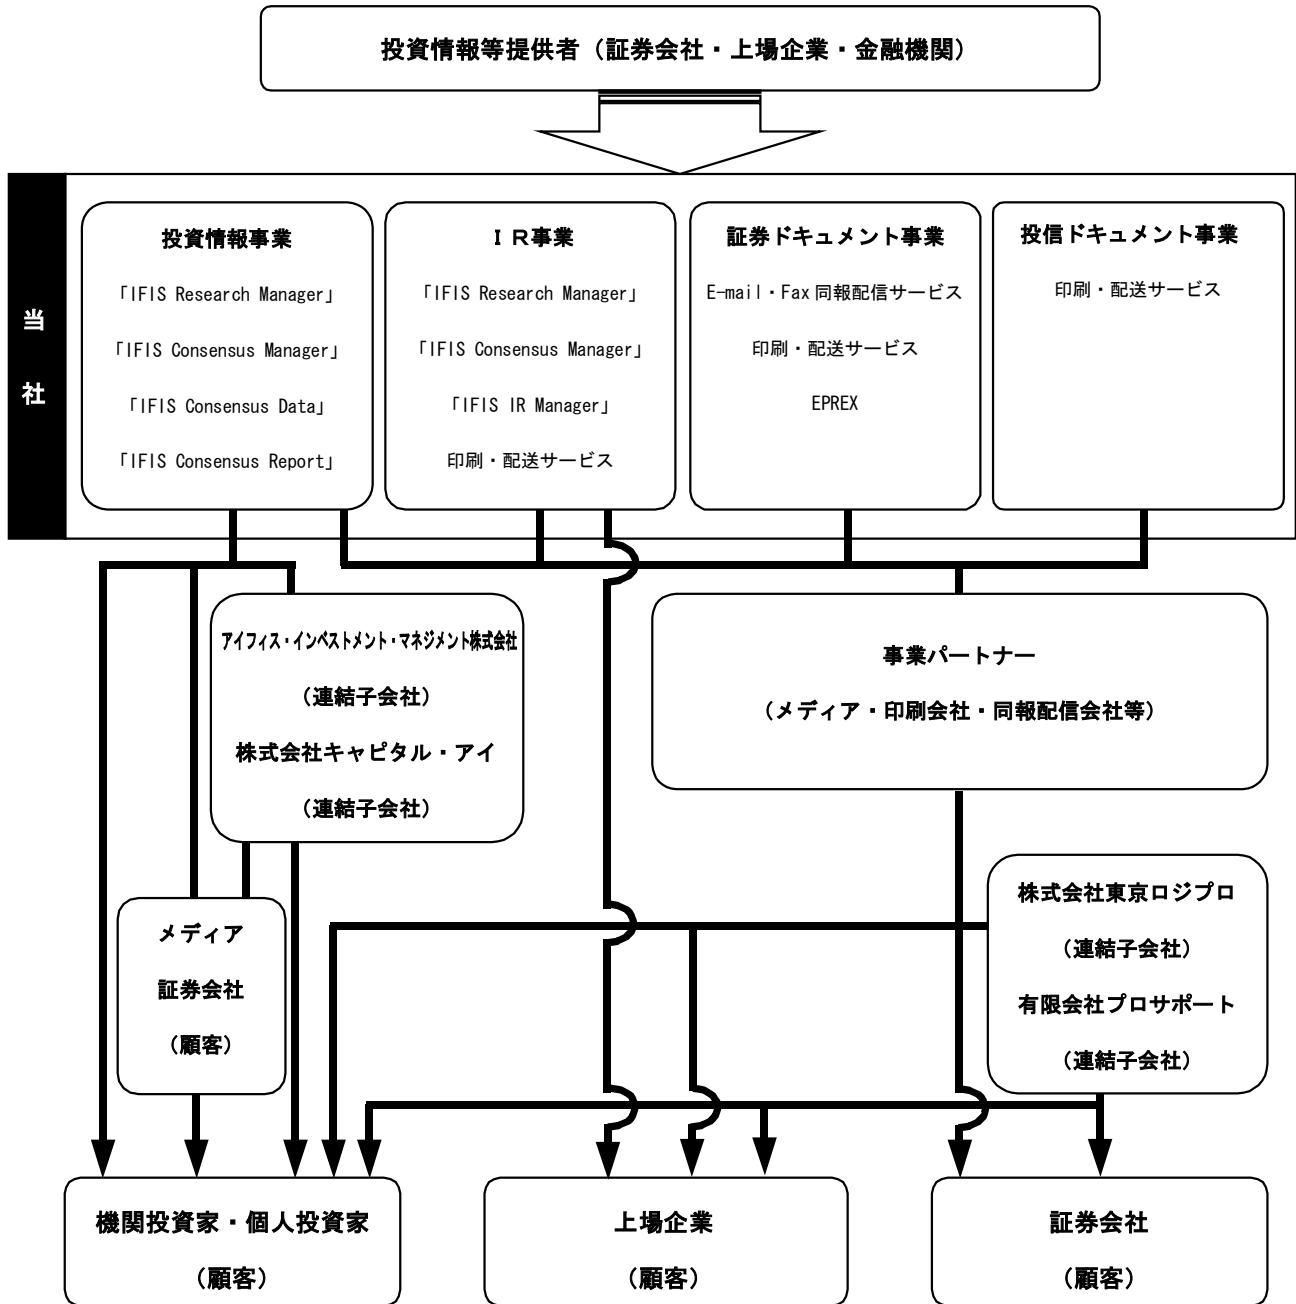 投資情報等提供者（証券会社・上場企業・金融機関）
当
社
投資情報事業
「IFIS Research Manager」
「IFIS Consensus Manager」
「IFIS Consensus Data」
「IFIS Consensus Report」
ＩＲ事業
「IFIS Research Manager」
「IFIS Consensus Manager」
「IFIS IR Manager」
印刷・配送サービス
証券ドキュメント事業
E-mail・Fax 同報配信サービス
印刷・配送サービス
EPREX
投信ドキュメント事業
印刷・配送サービス
アイフィス・インベストメント・マネジメント株式会社
（連結子会社）
株式会社キャピタル・アイ
（連結子会社）
事業パートナー
（メディア・印刷会社・同報配信会社等）
メディア
証券会社
（顧客）
株式会社東京ロジプロ
（連結子会社）
有限会社プロサポート
（連結子会社）
機関投資家・個人投資家
（顧客）
上場企業
（顧客）
証券会社
（顧客）